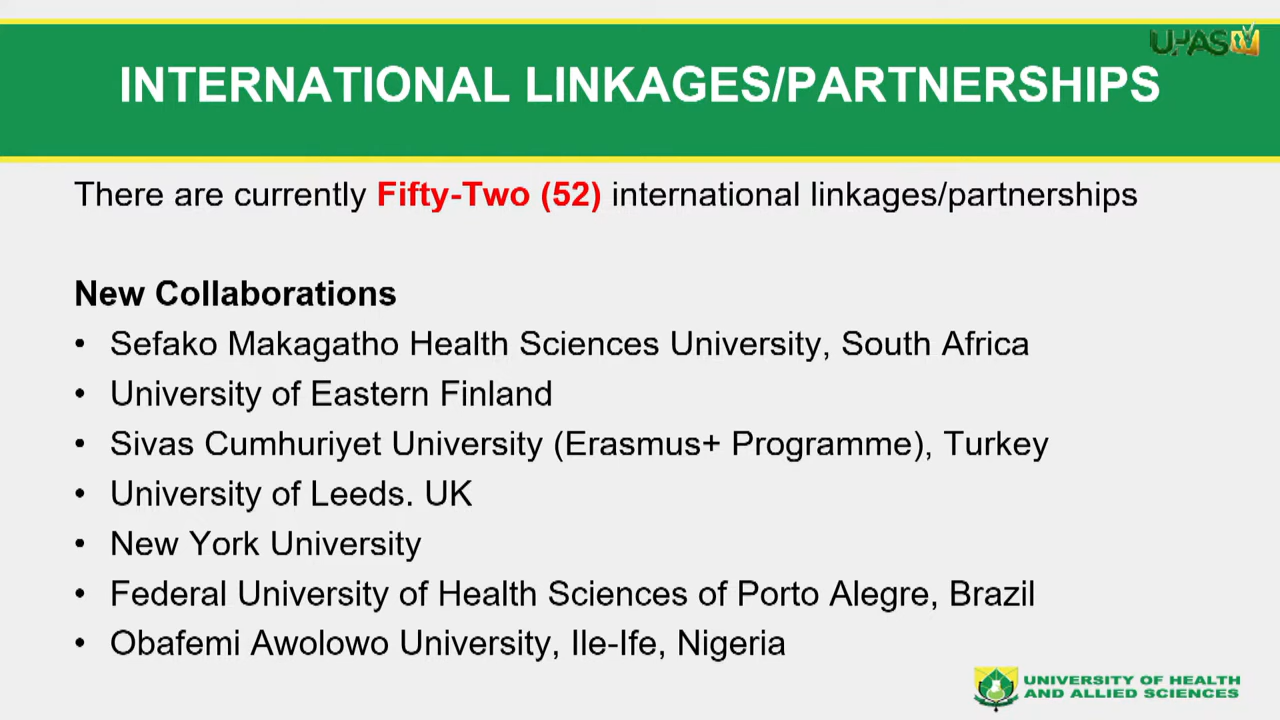 UHAS TV
INTERNATIONAL LINKAGES/PARTNERSHIPS
There are currently Fifty-Two (52) international linkages/partnerships
New Collaborations
• Sefako Makagatho Health Sciences University, South Africa
• University of Eastern Finland
• Sivas Cumhuriyet University (Erasmus+ Programme), Turkey
• University of Leeds. UK
• New York University
• Federal University of Health Sciences of Porto Alegre, Brazil
• Obafemi Awolowo University, Ile-Ife, Nigeria
UNIVERSITY OF HEALTH
AND ALLIED SCIENCES